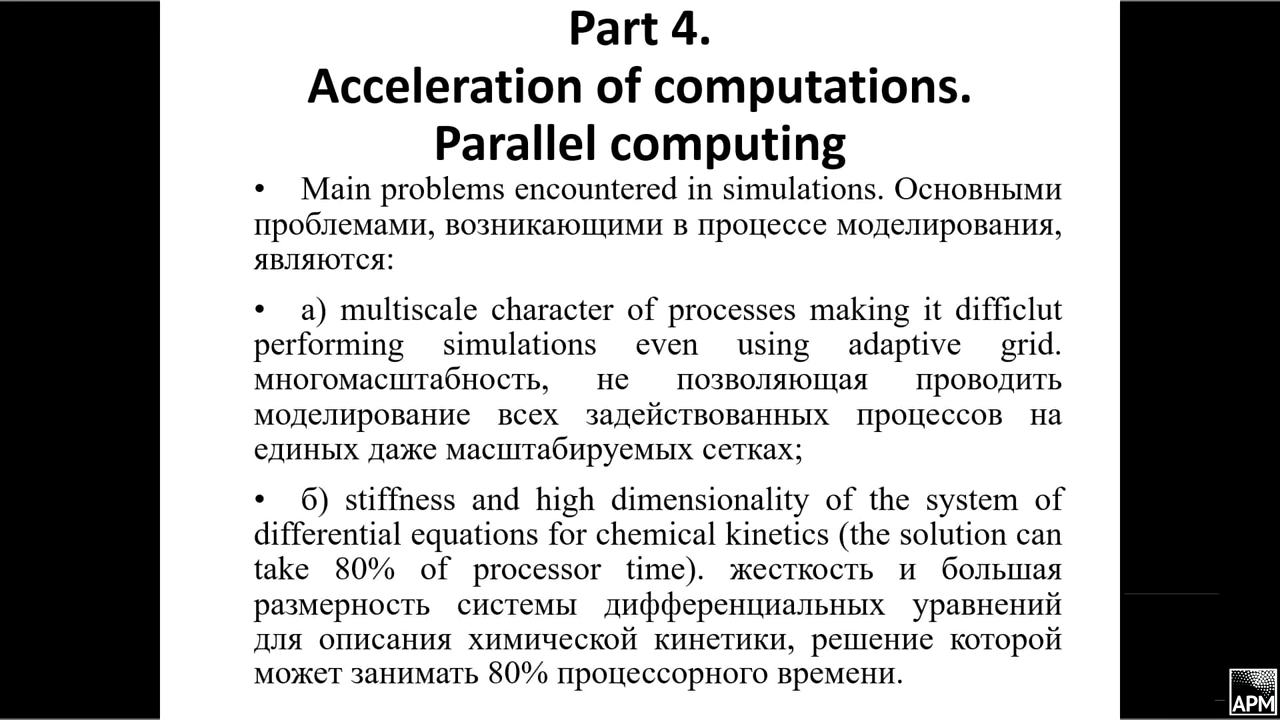 Part 4.
Acceleration of computations.
Parallel computing
• Main problems encountered in simulations. Основными
проблемами, возникающими в процессе моделирования,
являются:
• а) multiscale character of processes making it difficlut
performing simulations even using adaptive grid.
многомасштабность, не позволяющая проводить
моделирование всех задействованных процессов на
единых даже масштабируемых сетках;
• б) stiffness and high dimensionality of the system of
differential equations for chemical kinetics (the solution can
take 80% of processor time). жесткость и большая
размерность системы дифференциальных уравнений
для описания химической кинетики, решение которой
может занимать 80% процессорного времени.
APM